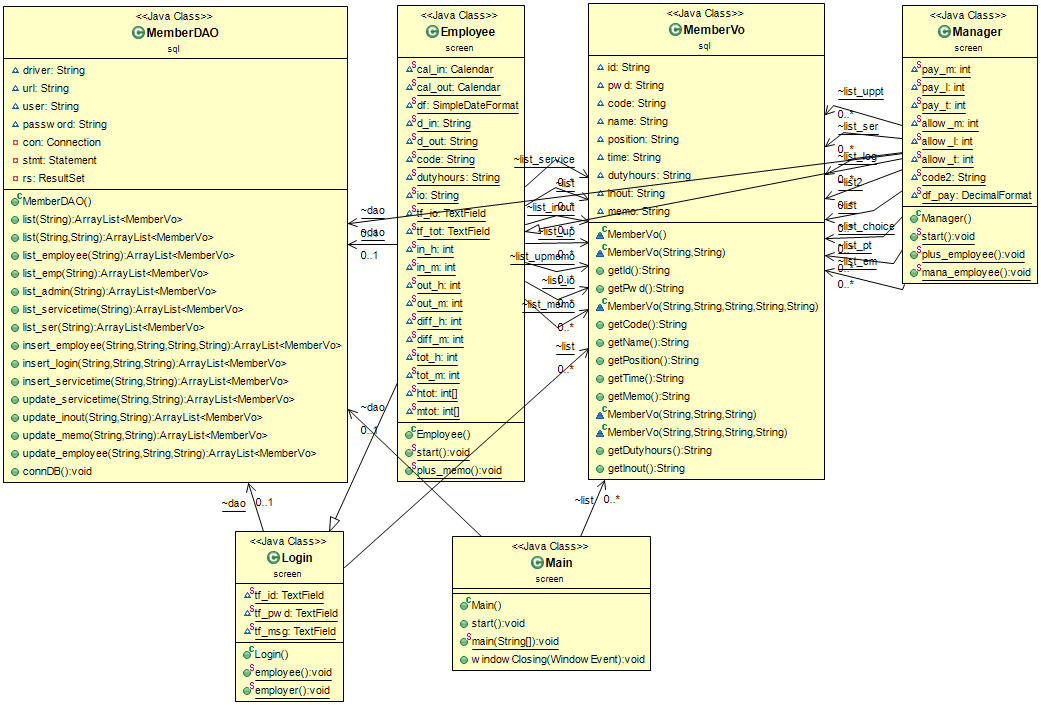 <<Java Class>>
MemberDAO
sql
driver: String
url: String
user: String
password: String
con: Connection
stmt: Statement
rs: ResultSet
MemberDAO()
list(String):ArrayList<MemberVo>
list(String,String):ArrayList<MemberVo>
list_employee(String):ArrayList<MemberVo>
list_emp(String):ArrayList<MemberVo>
list_admin(String):ArrayList<MemberVo>
list_servicetime(String):ArrayList<MemberVo>
list_ser(String):ArrayList<MemberVo>
insert_employee(String,String,String,String):ArrayList<MemberVo>
insert_login(String,String,String):ArrayList<MemberVo>
insert_servicetime(String,String):ArrayList<MemberVo>
update_servicetime(String,String):ArrayList<MemberVo>
update_inout(String,String):ArrayList<MemberVo>
update_memo(String,String):ArrayList<MemberVo>
update_employee(String,String,String):ArrayList<MemberVo>
connDB():void
<<Java Class>>
Employee
screen
cal_in: Calendar
cal_out: Calendar
df: SimpleDateFormat
d_in: String
d_out: String
code: String
dutyhours: String
io: String
tf_io: TextField
tf_tot: TextField
in_h: int
in_m: int
out_h: int
out_m: int
diff_h: int
diff_m: int
tot_h: int
tot_m: int
htot: int[]
mtot: int[]
Employee()
start():void
plus_memo():void
<<Java Class>>
MemberVo
sql
id: String
pwd: String
code: String
name: String
position: String
time: String
dutyhours: String
inout: String
memo: String
MemberVo()
MemberVo(String,String)
getId():String
getPwd():String
MemberVo(String,String,String,String,String)
getCode():String
getName():String
getPosition():String
getTime():String
getMemo():String
MemberVo(String,String,String)
MemberVo(String,String,String,String)
getDutyhours():String
getInout():String
<<Java Class>>
Manager
screen
pay_m: int
pay_l: int
pay_t: int
allow_m: int
allow_l: int
allow_t: int
code2: String
df_pay: DecimalFormat
Manager()
start():void
plus_employee():void
mana_employee():void
~dao
~dao
0..1
~dao
0..1
~dao 0..1
~list_service
~list
~list_inout
~list_up
~list_upmemo
~list_io
~list_memo
0..*
~list
0..*
~list 0..*
~list_uppt
0..*
~list_ser
0..*
~list_log
0..*
~list2
~list
~list_choice
~list_pt
~list_em
0..*
<<Java Class>>
Login
screen
tf_id: TextField
tf_pwd: TextField
tf_msg: TextField
Login()
employee():void
employer():void
<<Java Class>>
Main
screen
Main()
start():void
main(String[]):void
windowClosing(WindowEvent):void